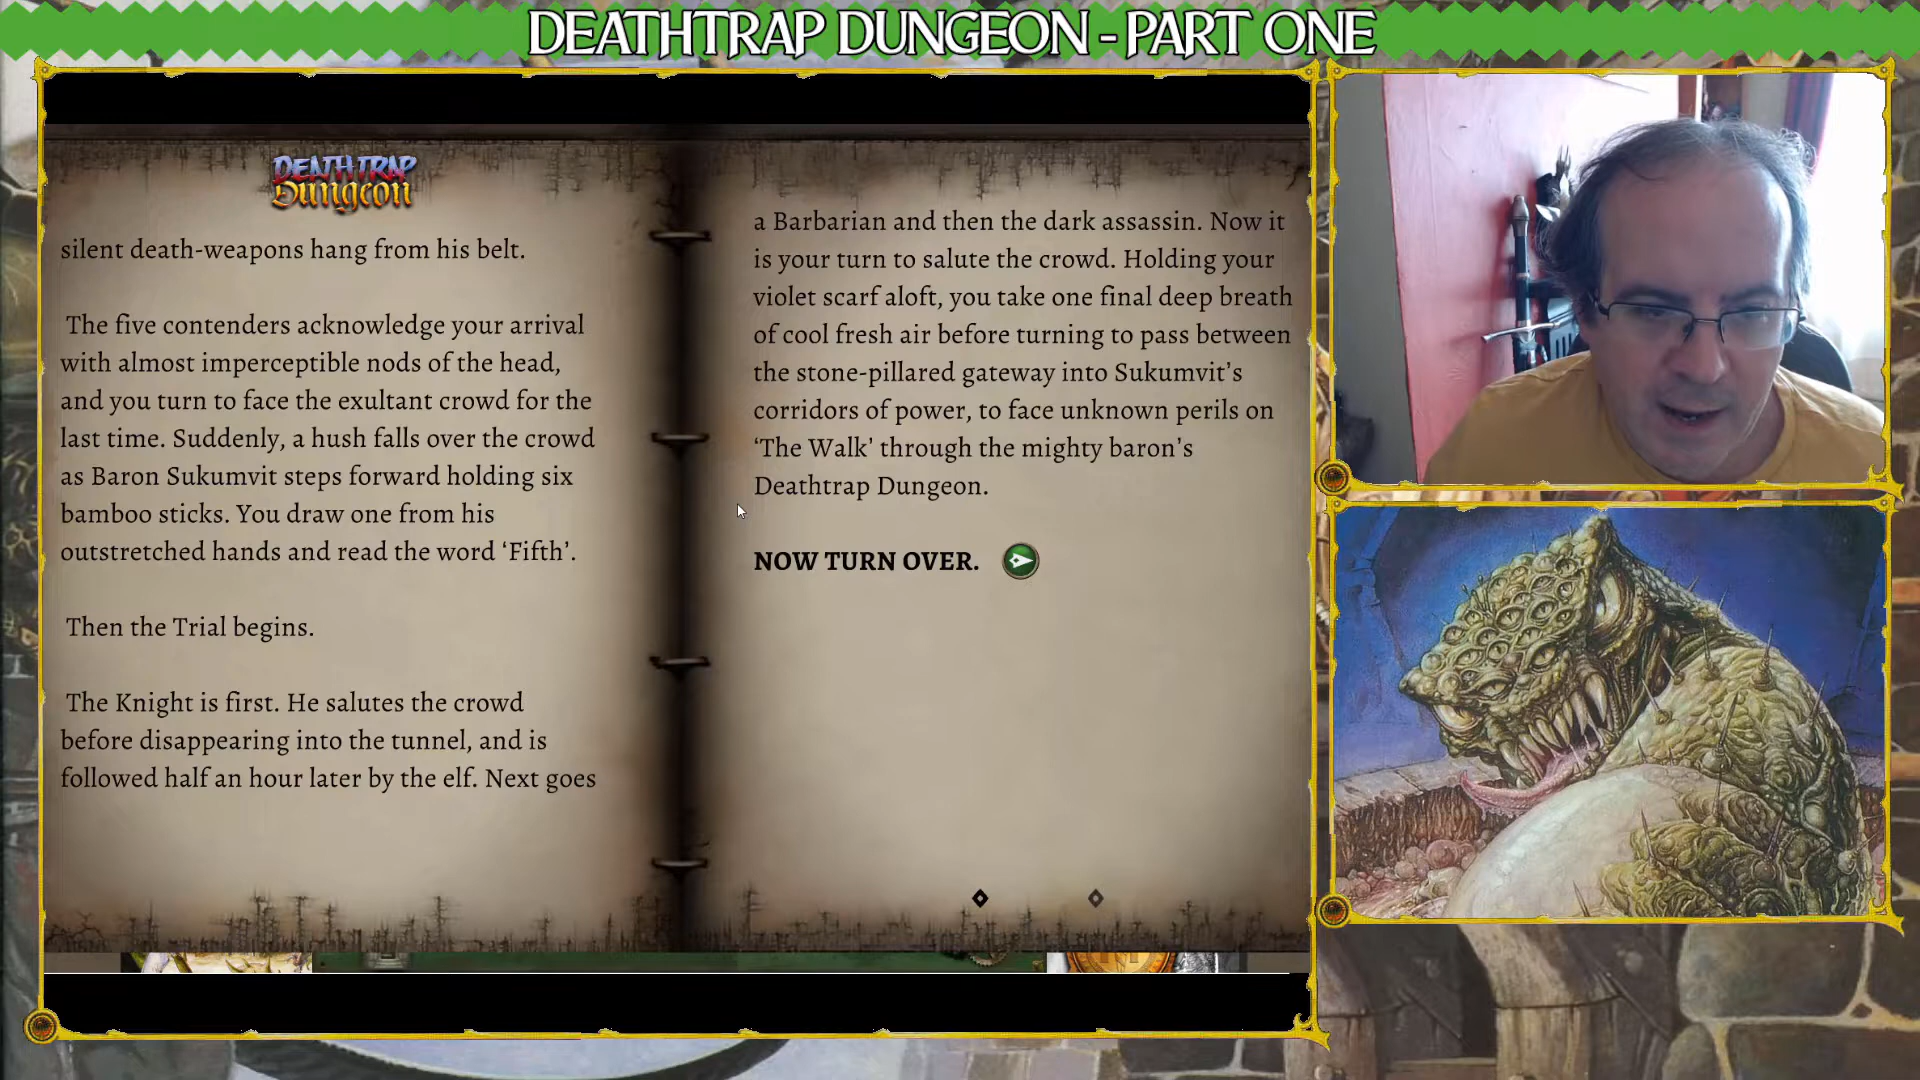 DEATHTRAP DUNGEON - PART ONE
DEATHTRAP
Dungeon
silent death-weapons hang from his belt.
The five contenders acknowledge your arrival
with almost imperceptible nods of the head,
and you turn to face the exultant crowd for the
last time. Suddenly, a hush falls over the crowd
as Baron Sukumvit steps forward holding six
bamboo sticks. You draw one from his
outstretched hands and read the word ‘Fifth’.
Then the Trial begins.
The Knight is first. He salutes the crowd
before disappearing into the tunnel, and is
followed half an hour later by the elf. Next goes
a Barbarian and then the dark assassin. Now it
is your turn to salute the crowd. Holding your
violet scarf aloft, you take one final deep breath
of cool fresh air before turning to pass between
the stone-pillared gateway into Sukumvit’s
corridors of power, to face unknown perils on
‘The Walk’ through the mighty baron’s
Deathtrap Dungeon.
NOW TURN OVER.